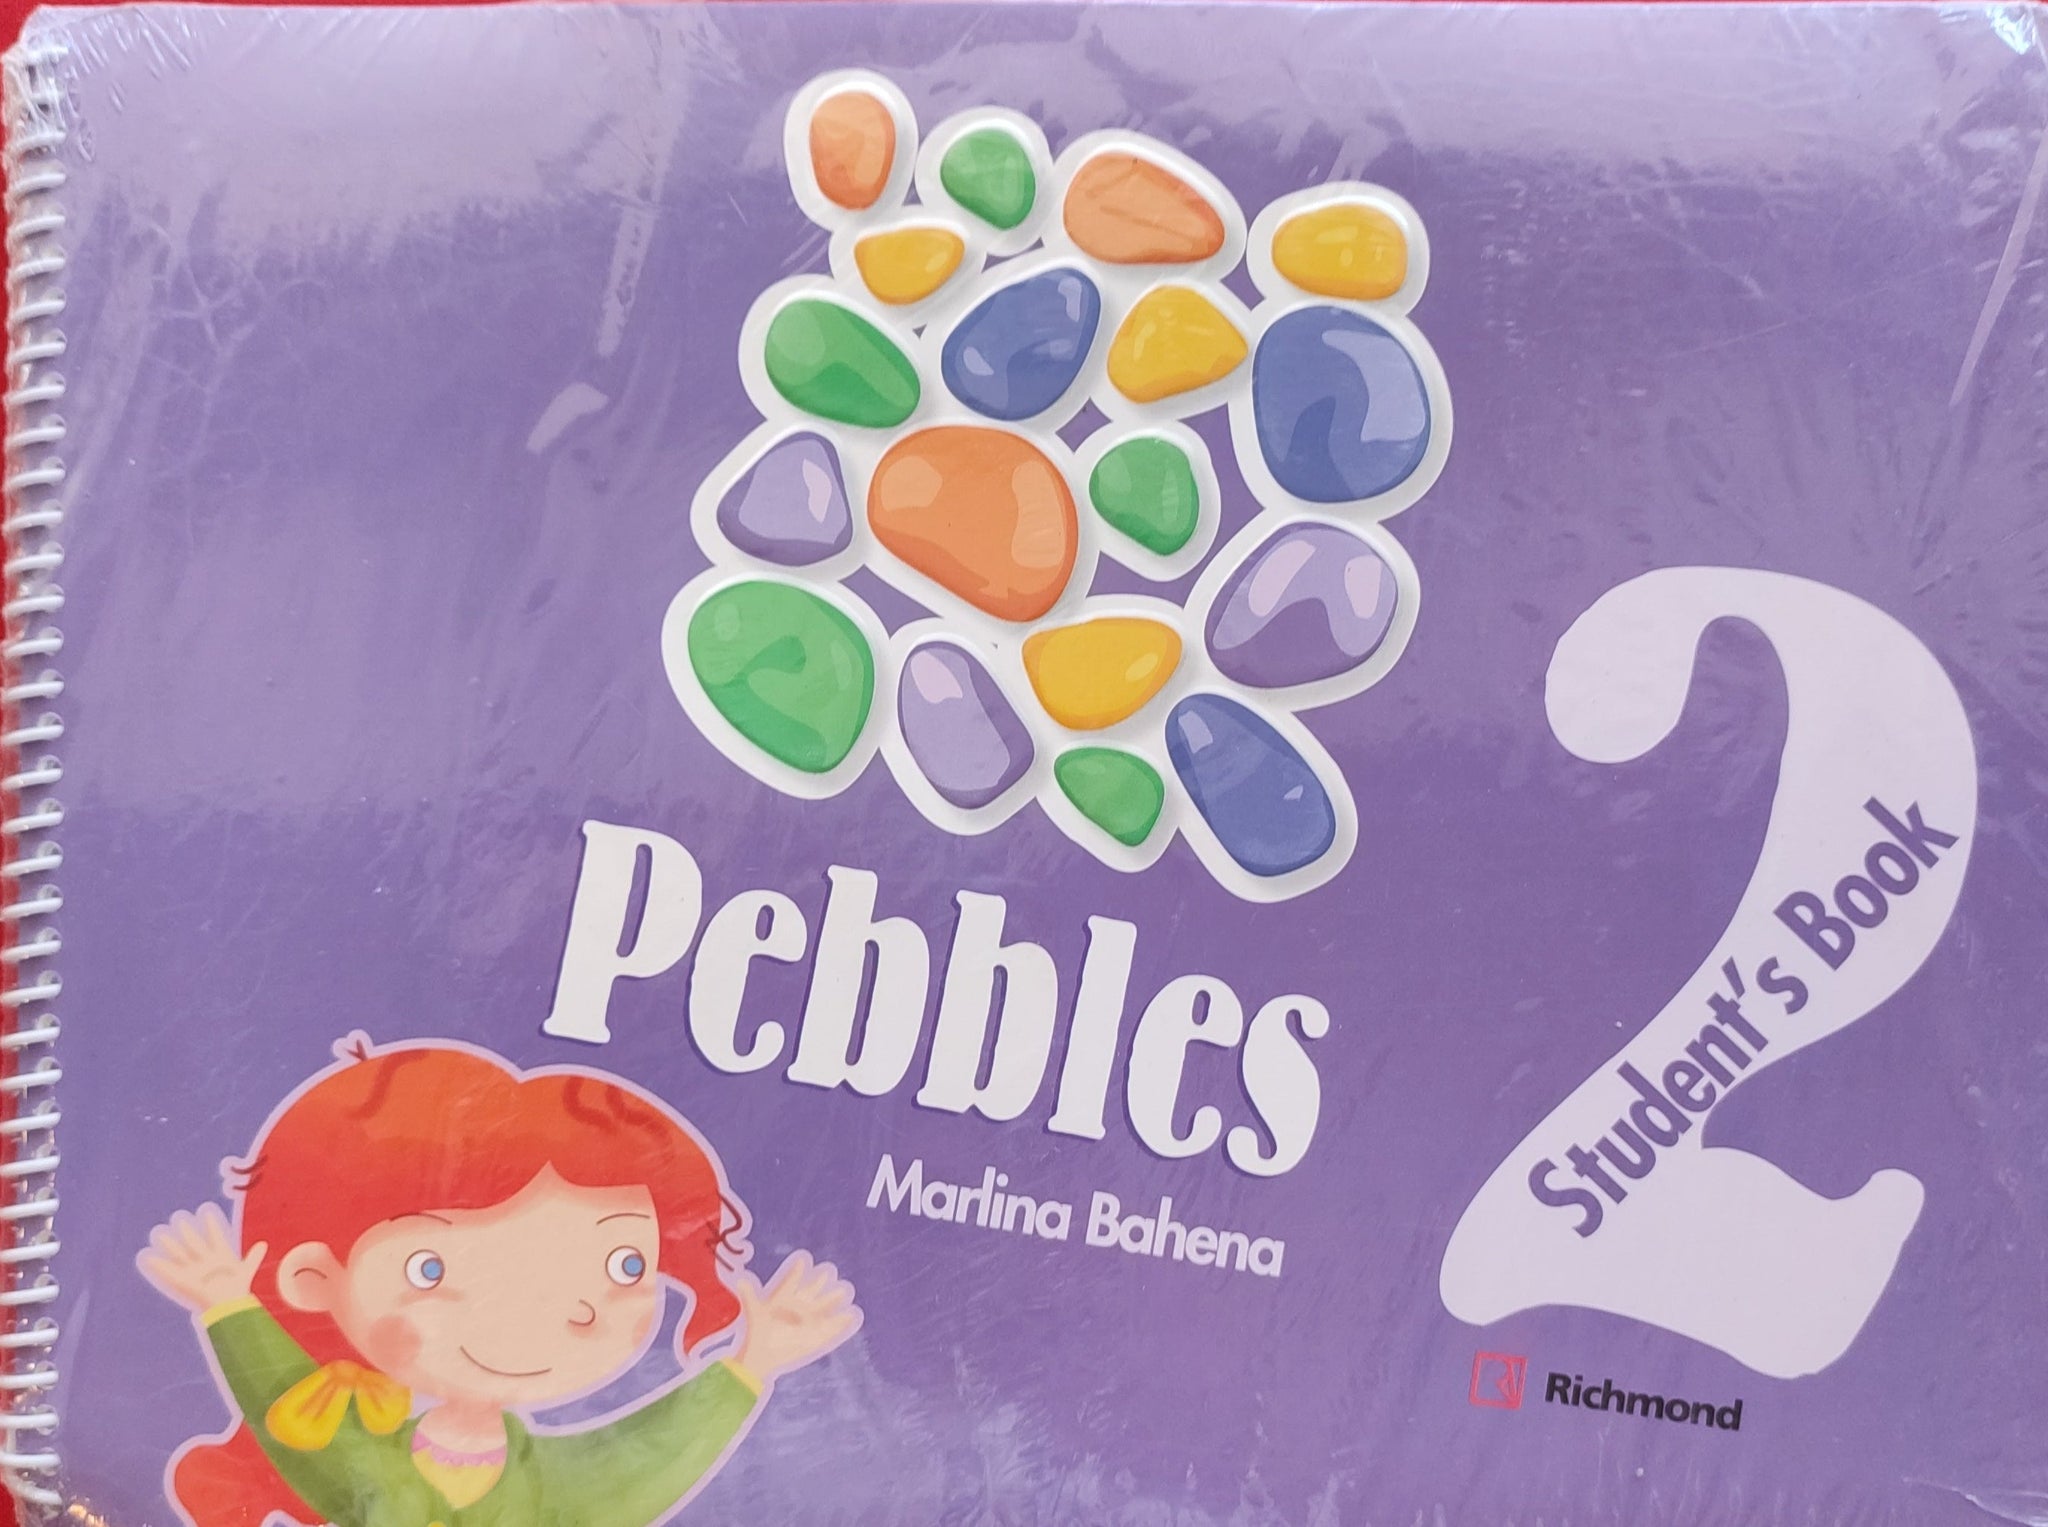 Pebbles
Marlina Bahena
2
Student's Book
Richmond